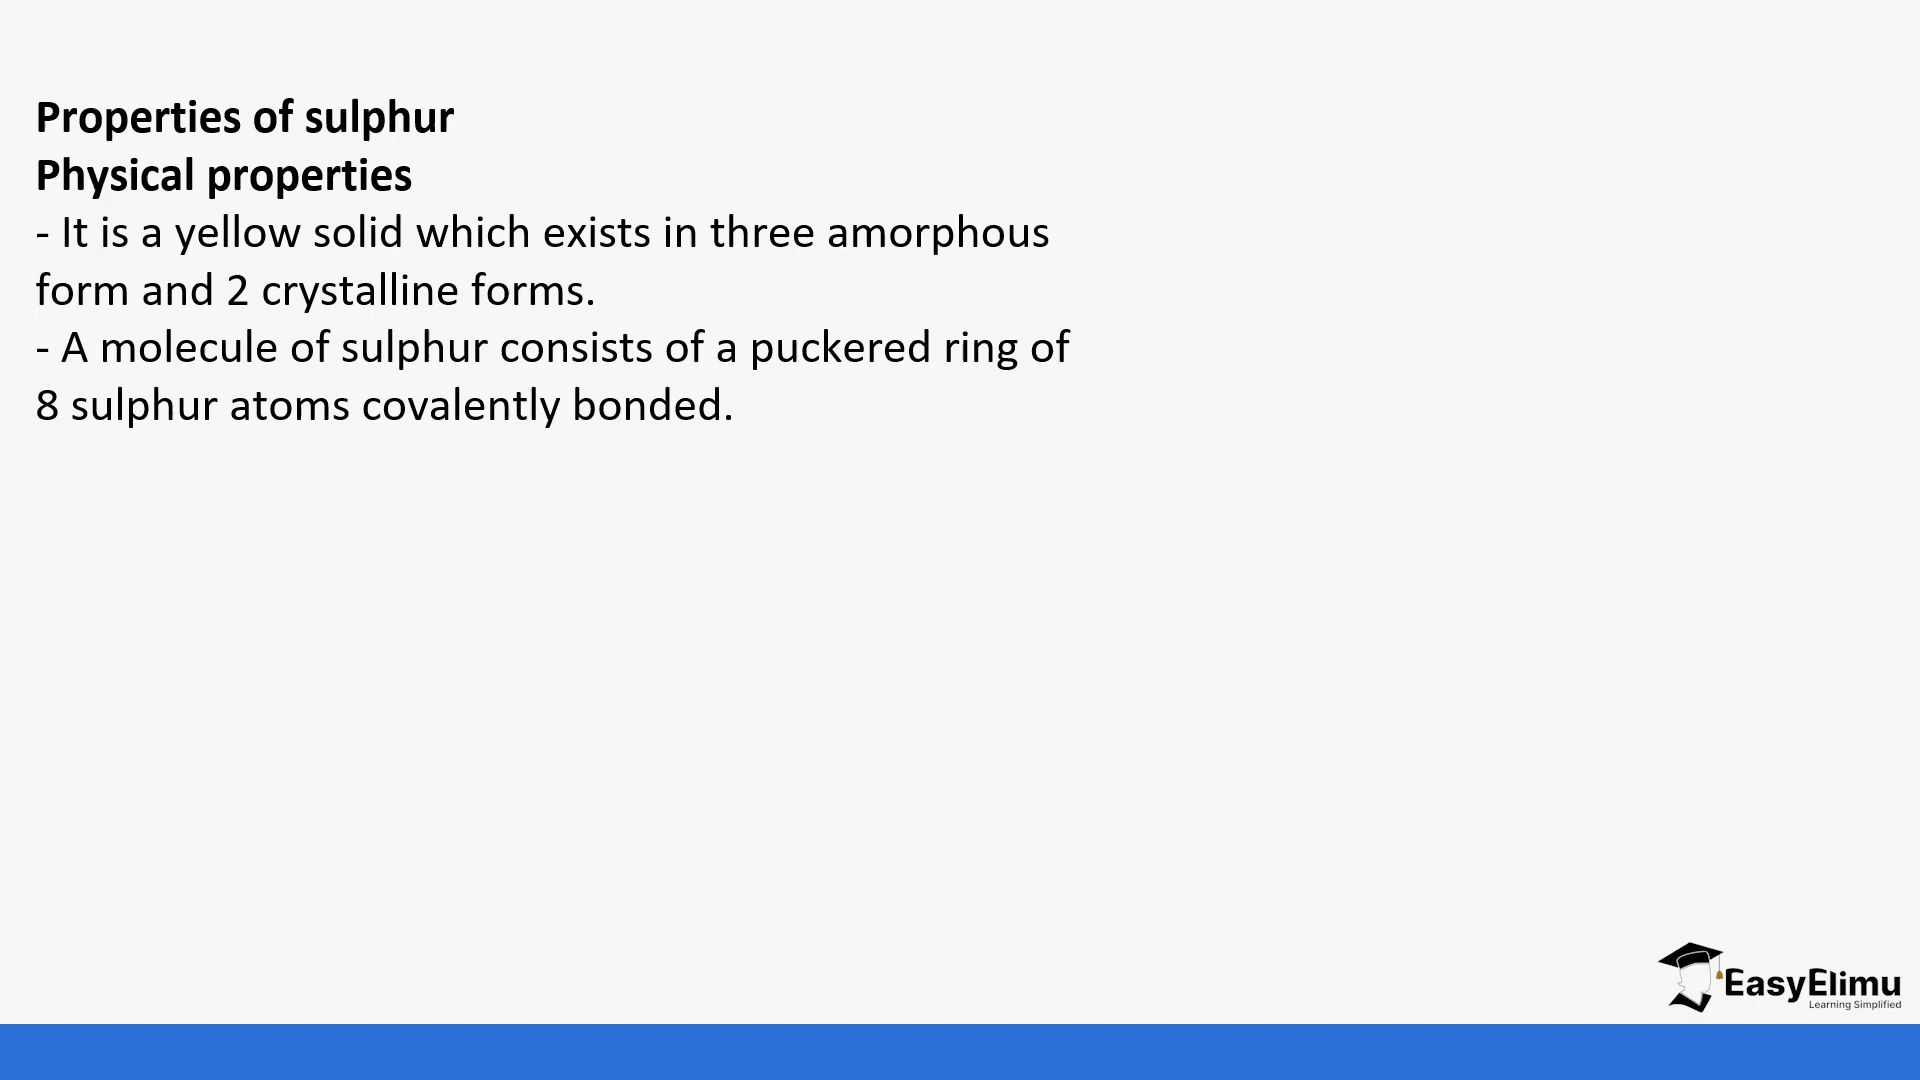 Properties of sulphur
Physical properties
- It is a yellow solid which exists in three amorphous
form and 2 crystalline forms.
- A molecule of sulphur consists of a puckered ring of
8 sulphur atoms covalently bonded.
EasyElimu
Learning Simplified